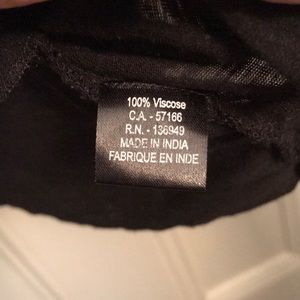 100% Viscose
C.A. - 57166
R.N. - 136949
MADE IN INDIA
FABRIQUE EN INDE